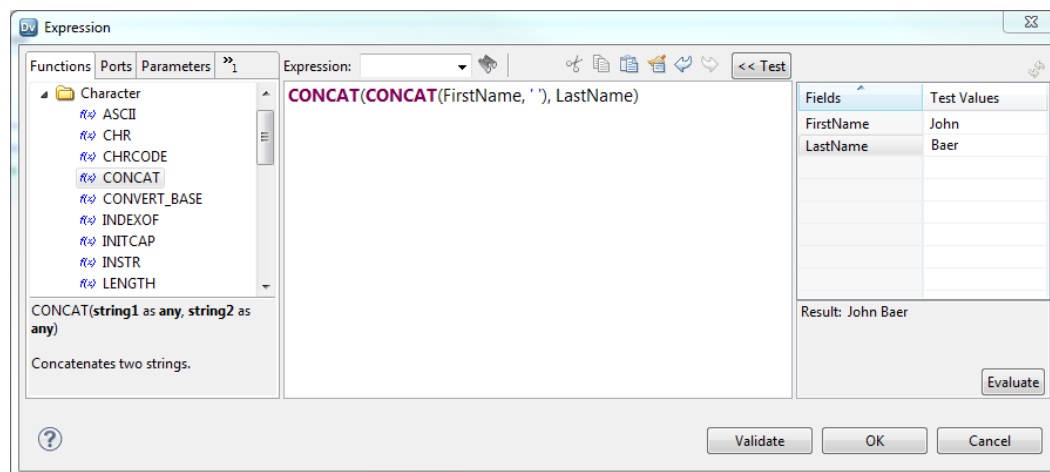 Dv Expression
Functions Ports Parameters »1
Expression:
<< Test
Character
f(x) ASCII
f(x) CHR
f(x) CHRCODE
f(x) CONCAT
f(x) CONVERT_BASE
f(x) INDEXOF
f(x) INITCAP
f(x) INSTR
f(x) LENGTH
CONCAT(string1 as any, string2 as
any)
Concatenates two strings.
CONCAT(CONCAT(FirstName, ' '), LastName)
Fields Test Values
FirstName John
LastName Baer
Result: John Baer
Evaluate
?
Validate OK Cancel